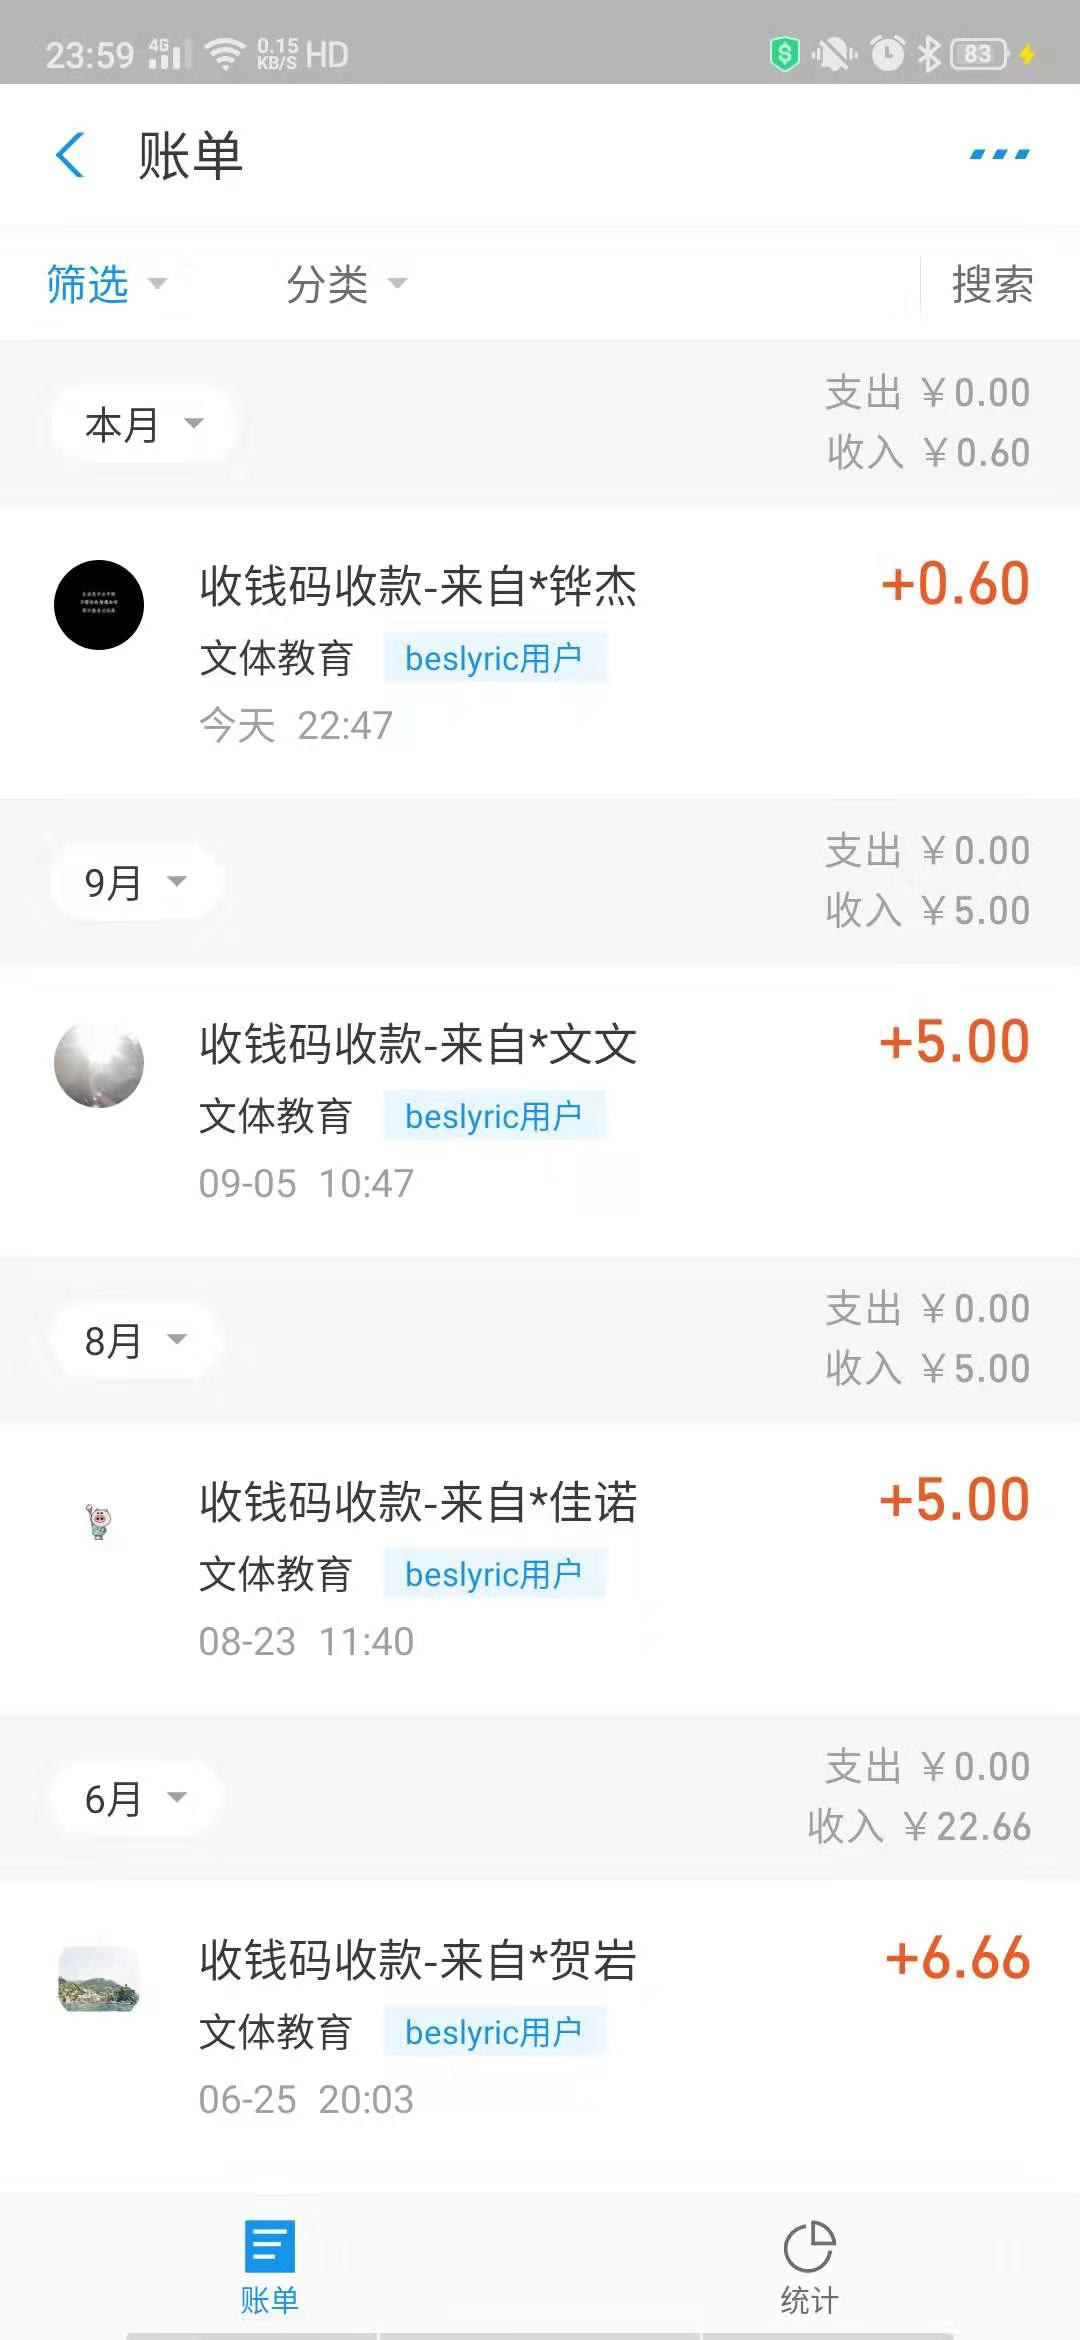 23:59 4G 0.15 KB/S HD 83
账单
筛选 分类 搜索
本月
支出 ￥0.00
收入 ￥0.60
收钱码收款-来自*铧杰 +0.60
文体教育 beslyric用户
今天 22:47
9月
支出 ￥0.00
收入 ￥5.00
收钱码收款-来自*文文 +5.00
文体教育 beslyric用户
09-05 10:47
8月
支出 ￥0.00
收入 ￥5.00
收钱码收款-来自*佳诺 +5.00
文体教育 beslyric用户
08-23 11:40
6月
支出 ￥0.00
收入 ￥22.66
收钱码收款-来自*贺岩 +6.66
文体教育 beslyric用户
06-25 20:03
账单 统计